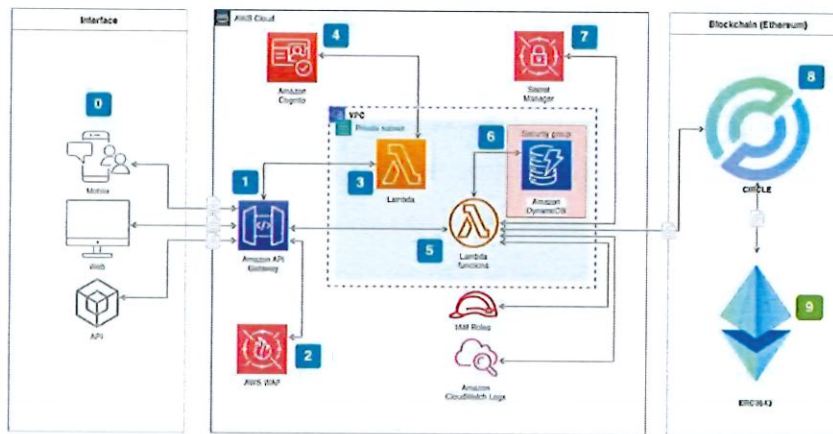 Interface
AWS Cloud
Blockchain (Ethereum)
4
7
8
Amazon
Cognito
Secret
Manager
0
VPC
Private subnet
6
Security group
1
3
Mobile
Lambda
Amazon
DynamoDB
CIRCLE
5
Web
Amazon API
Gateway
Lambda
functions
API
IAM Roles
9
2
AWS WAF
Amazon
CloudWatch Logs